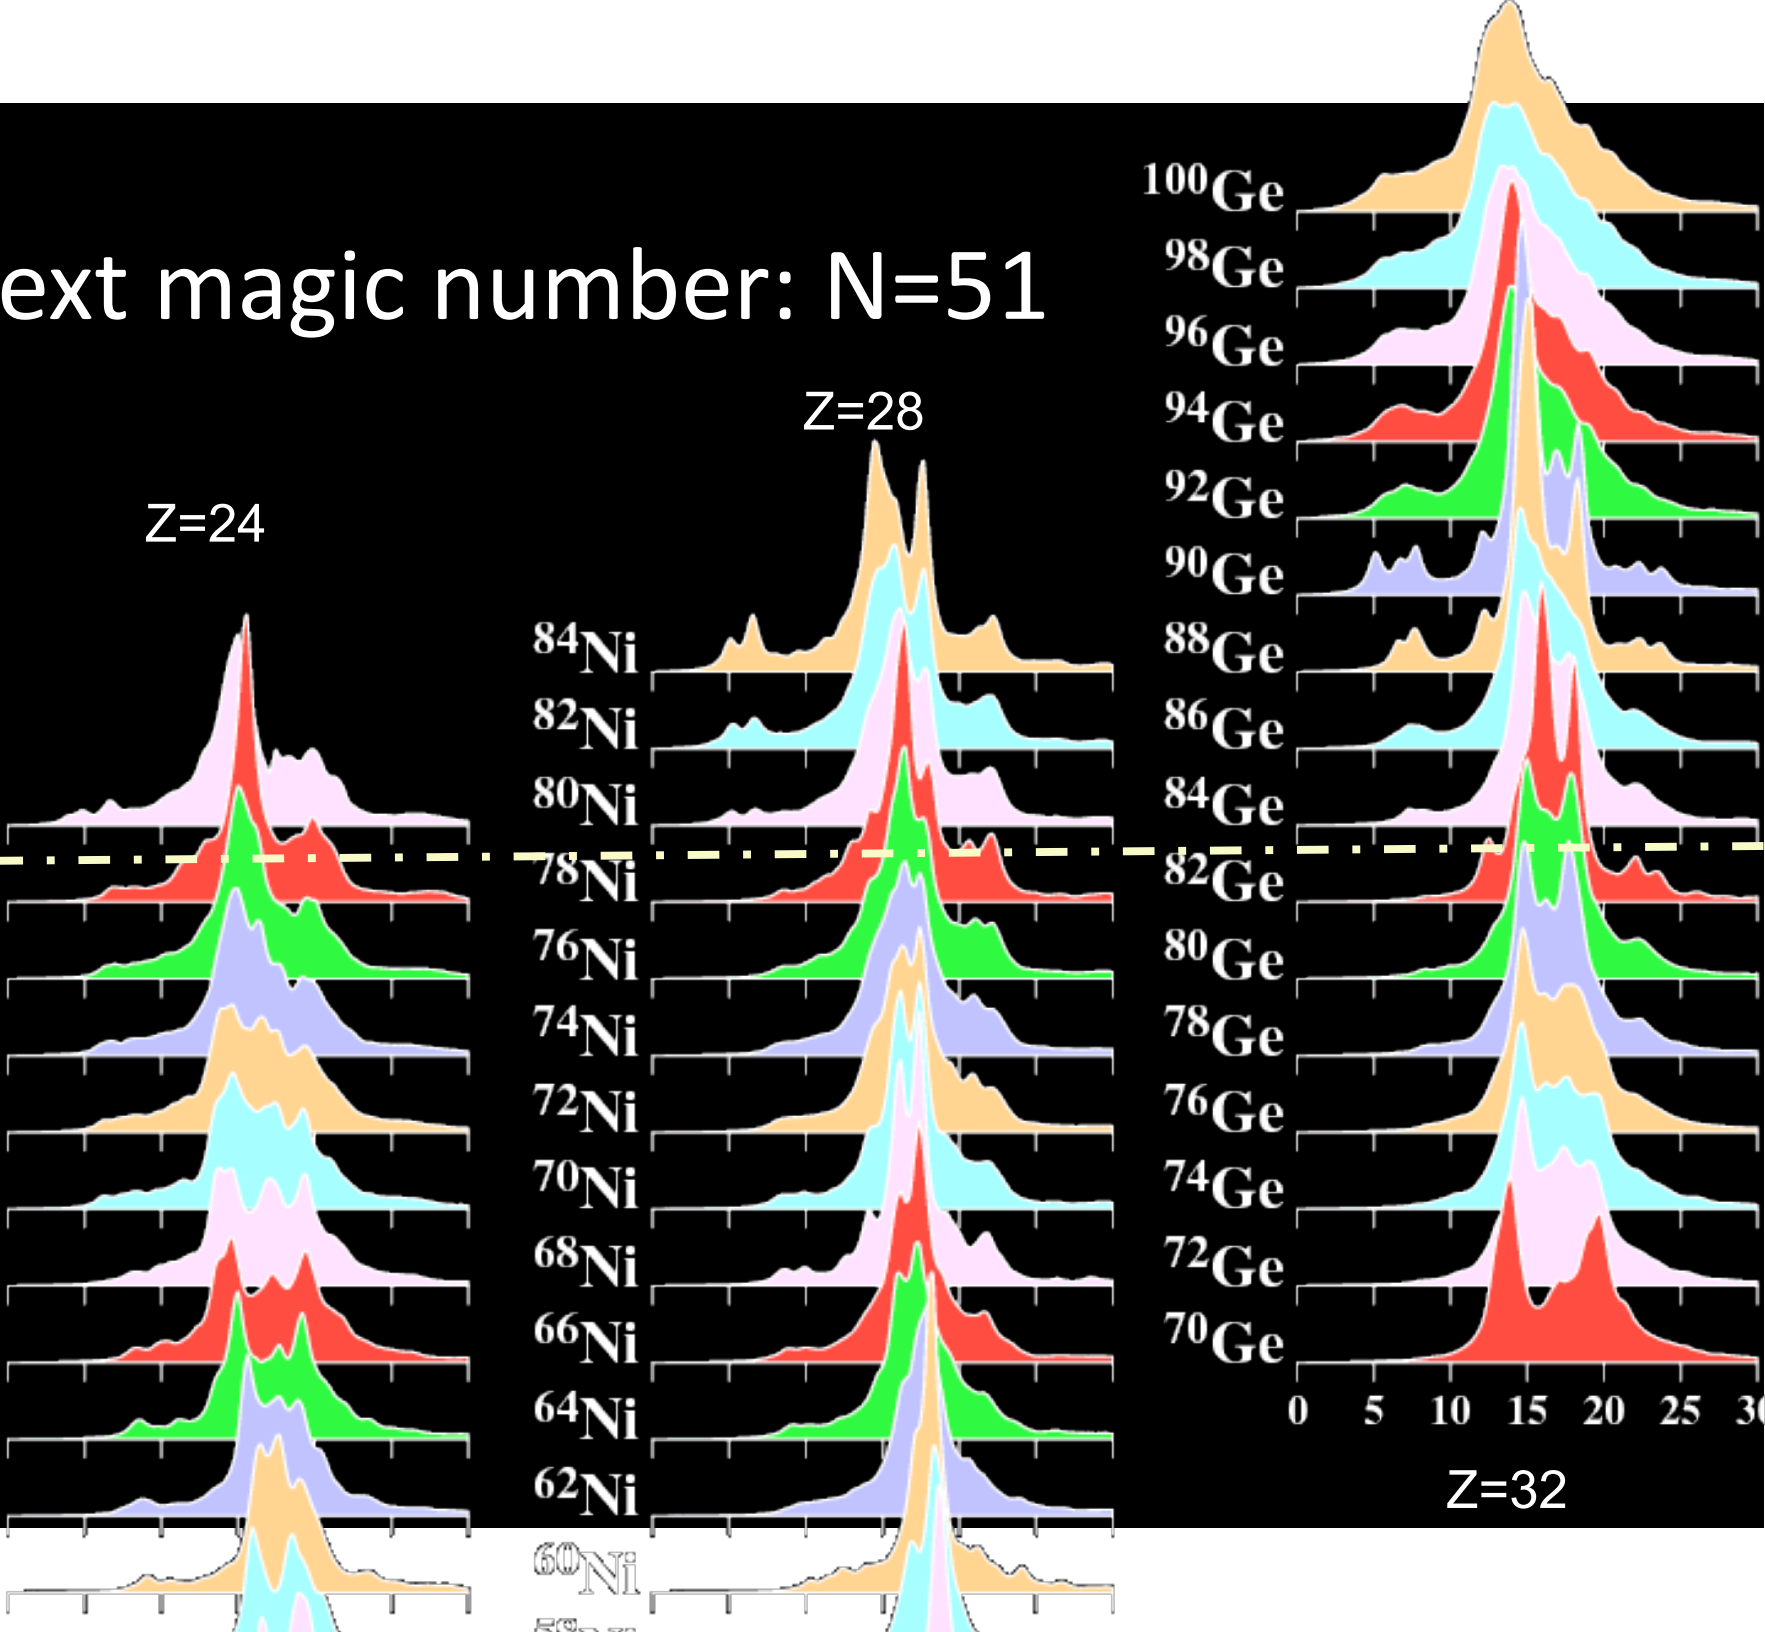 ext magic number: N=51
Z=24
Z=28
84Ni
82Ni
80Ni
78Ni
76Ni
74Ni
72Ni
70Ni
68Ni
66Ni
64Ni
62Ni
60Ni
100Ge
98Ge
96Ge
94Ge
92Ge
90Ge
88Ge
86Ge
84Ge
82Ge
80Ge
78Ge
76Ge
74Ge
72Ge
70Ge
0 5 10 15 20 25
Z=32